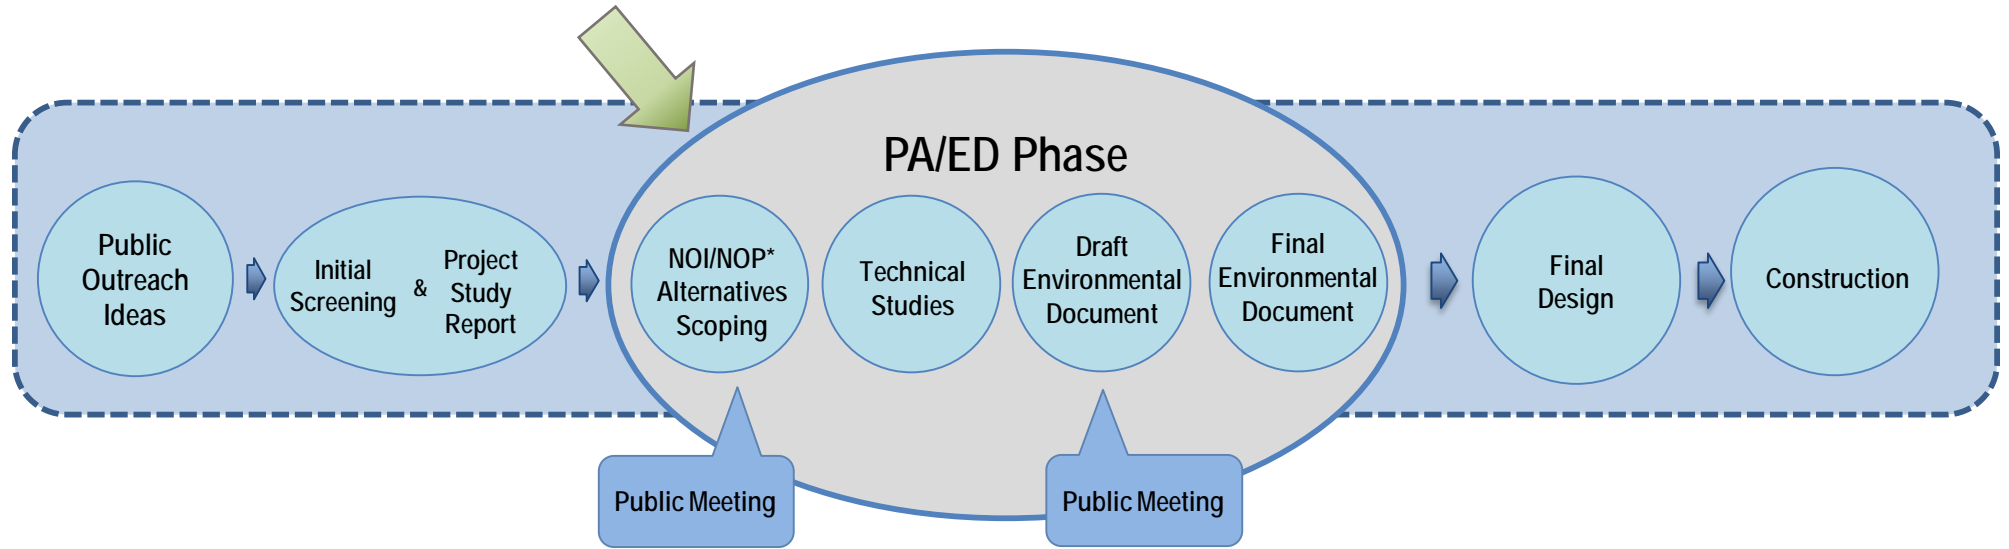 PA/ED Phase
Public
Outreach
Ideas
Initial
Screening
&
Project
Study
Report
NOI/NOP*
Alternatives
Scoping
Technical
Studies
Draft
Environmental
Document
Final
Environmental
Document
Final
Design
Construction
Public Meeting
Public Meeting